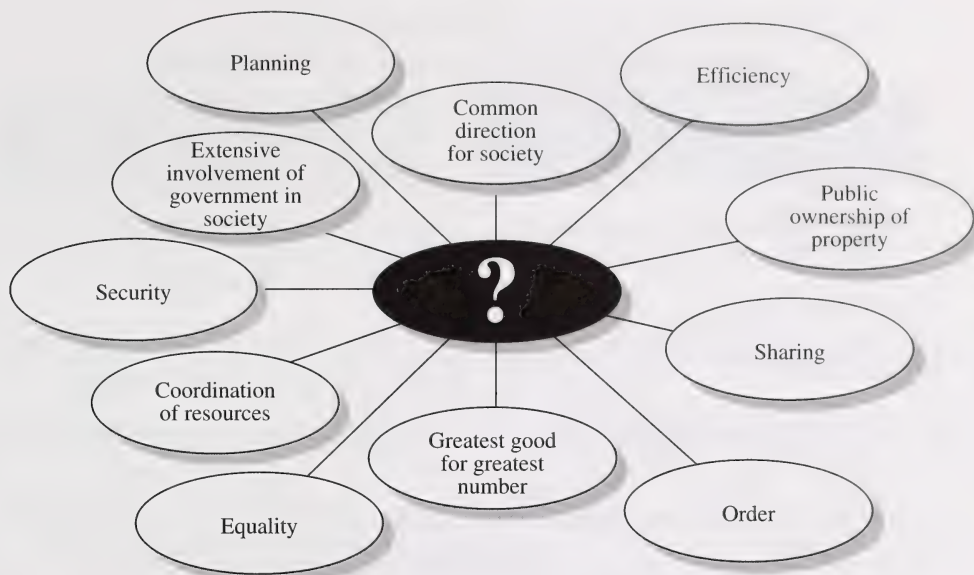 Planning
Efficiency
Common
direction
for society
Extensive
involvement of
government in
society
Public
ownership of
property
Security
?
Sharing
Coordination
of resources
Greatest good
for greatest
number
Equality
Order